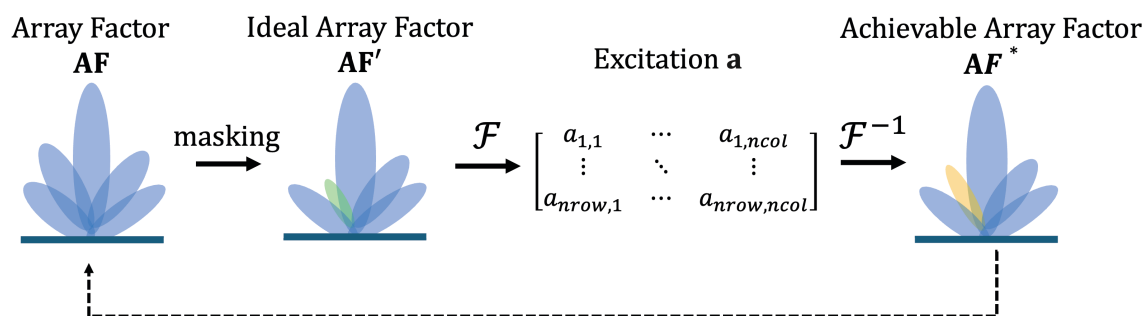 Array Factor
AF
masking
Ideal Array Factor
AF′
ℱ
Excitation a
a1,1 ⋯ a1,ncol
⋮ ⋱ ⋮
anrow,1 ⋯ anrow,ncol
ℱ−1
Achievable Array Factor
AF*